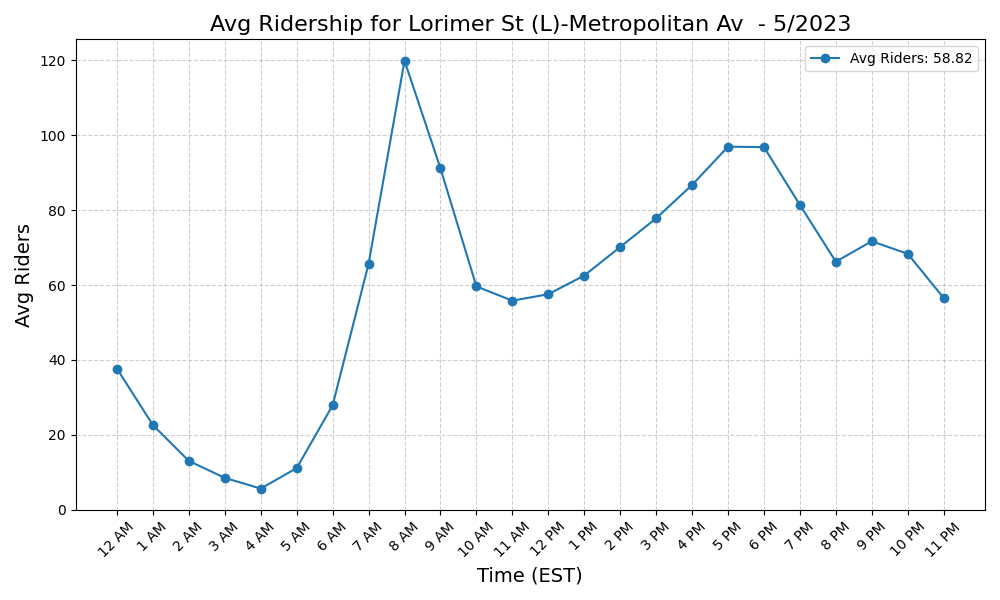 Avg Ridership for Lorimer St (L)-Metropolitan Av  - 5/2023
Avg Riders: 58.82
Avg Riders
120
100
80
60
40
20
0
12 AM
1 AM
2 AM
3 AM
4 AM
5 AM
6 AM
7 AM
8 AM
9 AM
10 AM
11 AM
12 PM
1 PM
2 PM
3 PM
4 PM
5 PM
6 PM
7 PM
8 PM
9 PM
10 PM
11 PM
Time (EST)